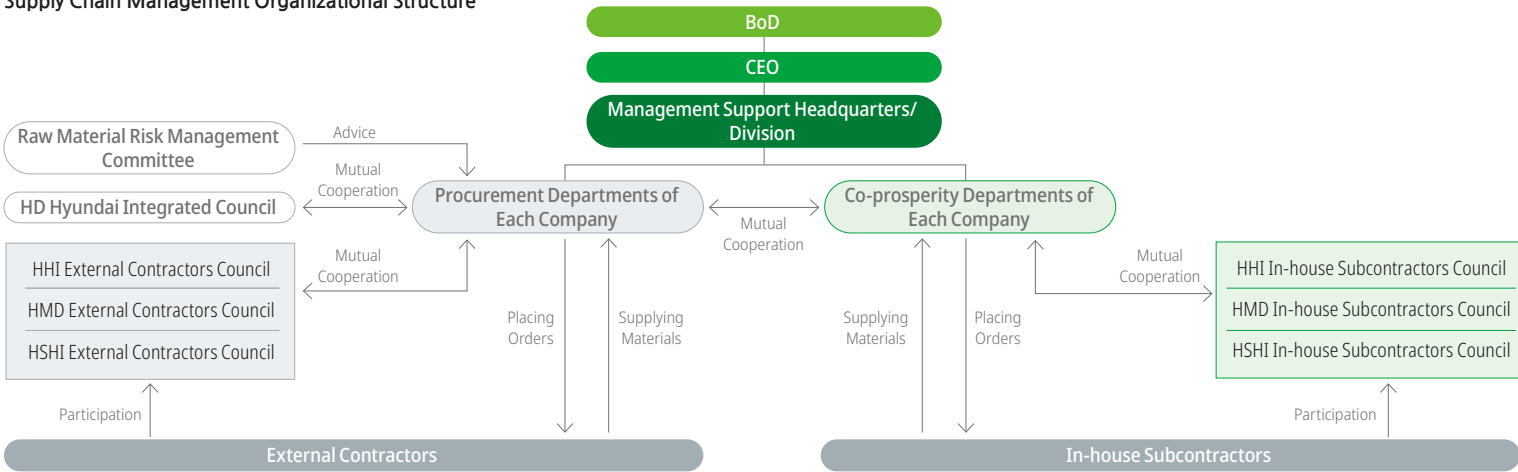 Supply Chain Management Organizational Structure
BoD
CEO
Management Support Headquarters/
Division
Raw Material Risk Management
Committee
Advice
Mutual
Cooperation
HD Hyundai Integrated Council
Procurement Departments of
Each Company
Mutual
Cooperation
Co-prosperity Departments of
Each Company
HHI External Contractors Council
HMD External Contractors Council
HSHI External Contractors Council
Mutual
Cooperation
Mutual
Cooperation
HHI In-house Subcontractors Council
HMD In-house Subcontractors Council
HSHI In-house Subcontractors Council
Placing
Orders
Supplying
Materials
Supplying
Materials
Placing
Orders
Participation
Participation
External Contractors
In-house Subcontractors